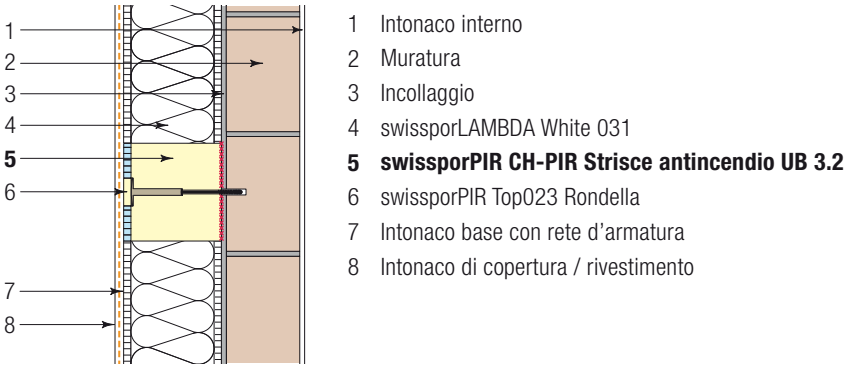 1
2
3
4
5
6
7
8
1 Intonaco interno
2 Muratura
3 Incollaggio
4 swissporLAMBDA White 031
5 swissporPIR CH-PIR Strisce antincendio UB 3.2
6 swissporPIR Top023 Rondella
7 Intonaco base con rete d'armatura
8 Intonaco di copertura / rivestimento